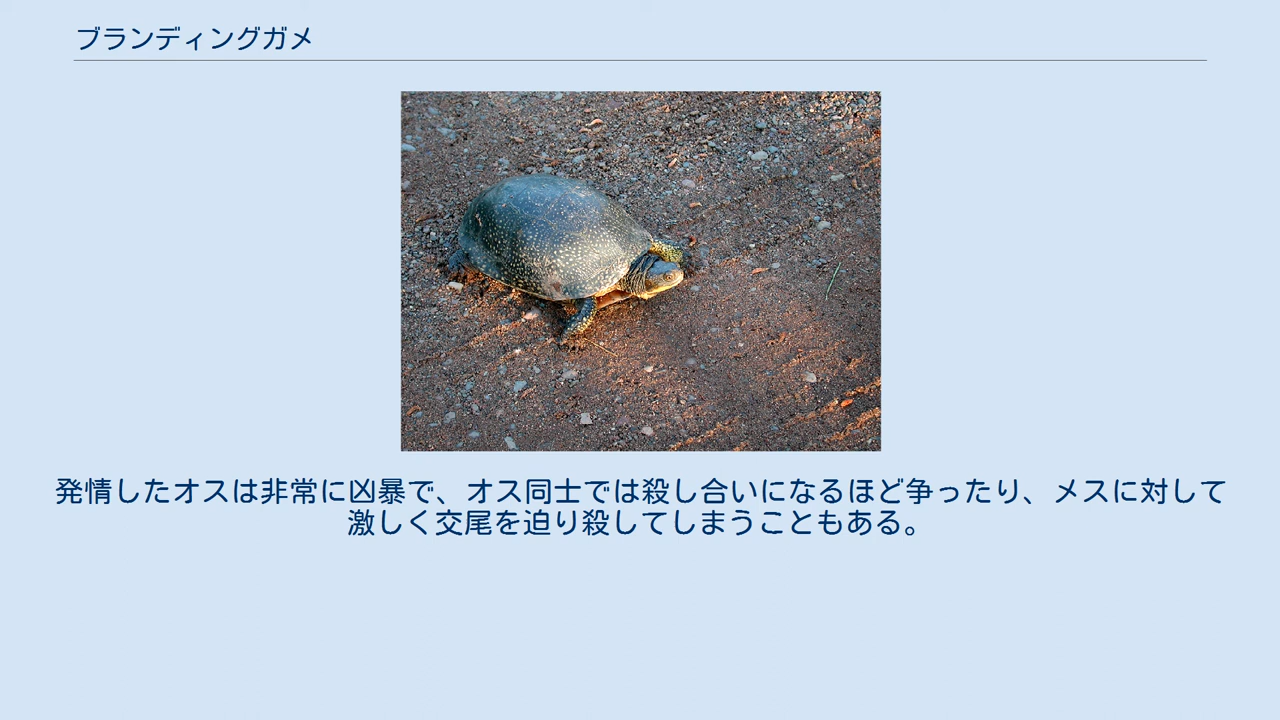 ブランディングガメ
発情したオスは非常に凶暴で、オス同士では殺し合いになるほど争ったり、メスに対して
激しく交尾を迫り殺してしまうこともある。